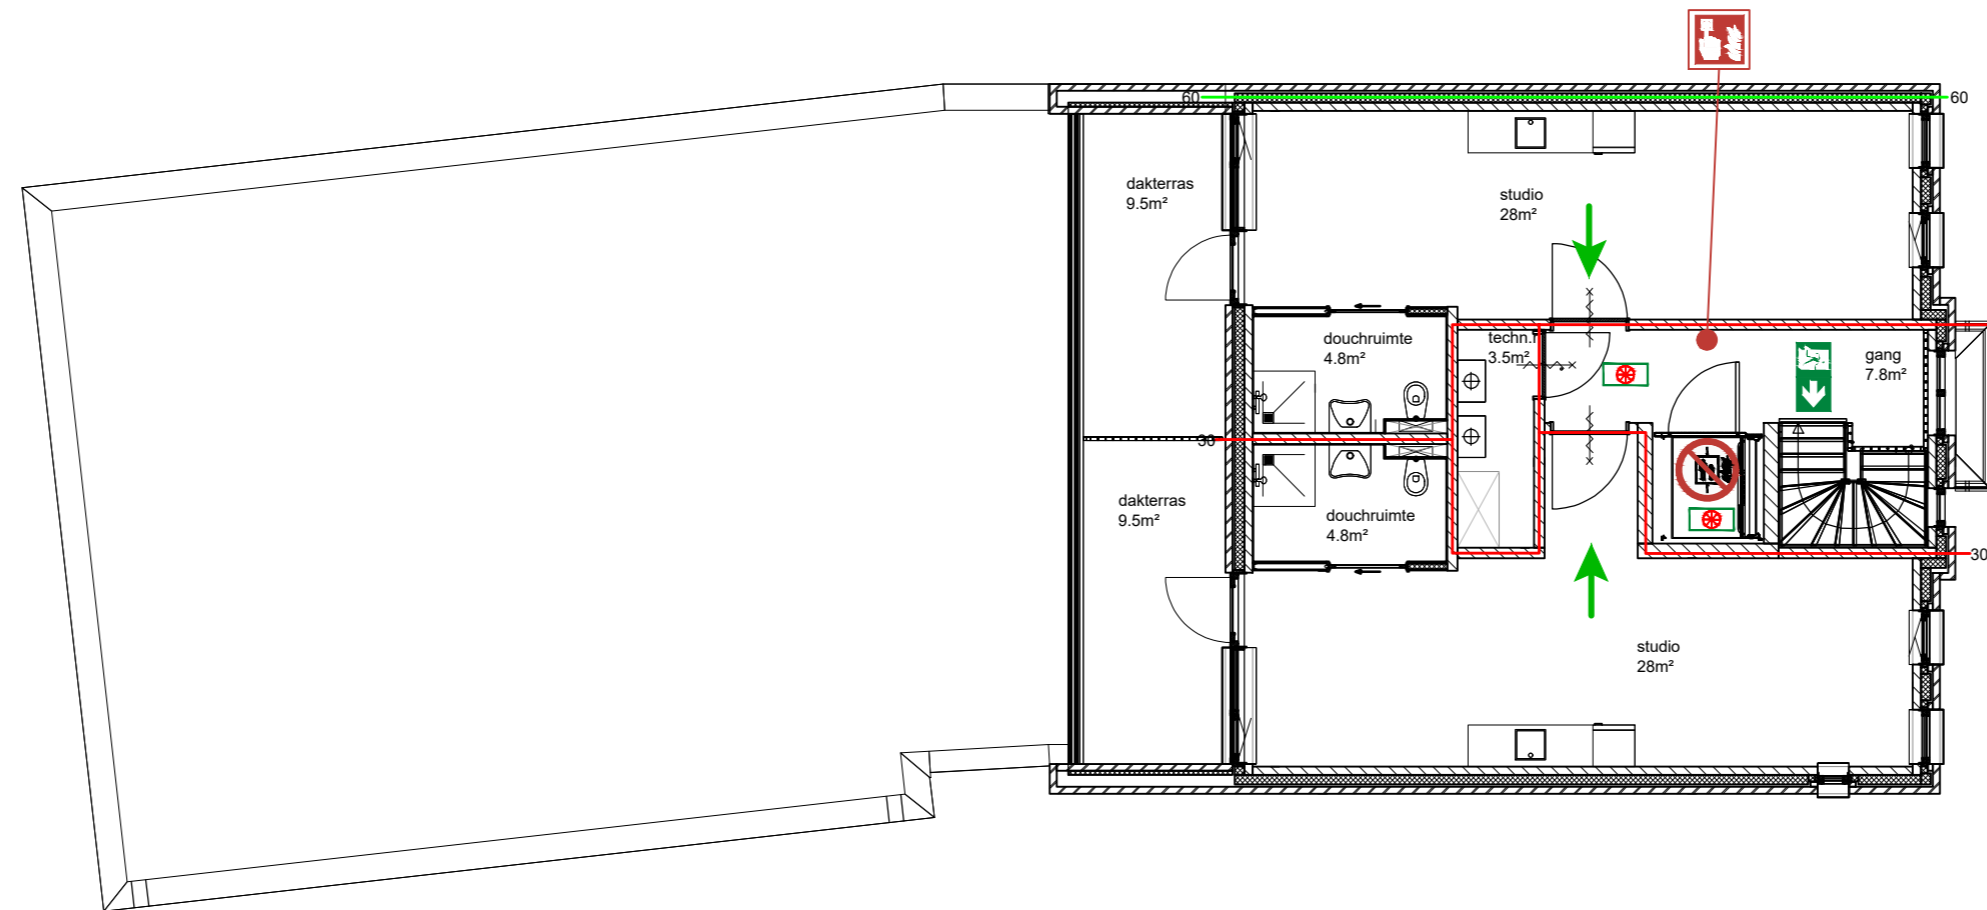 60
60
dakterras
9.5m²
studio
28m²
douchruimte
4.8m²
techn.r
3.5m²
gang
7.8m²
30
dakterras
9.5m²
douchruimte
4.8m²
30
studio
28m²